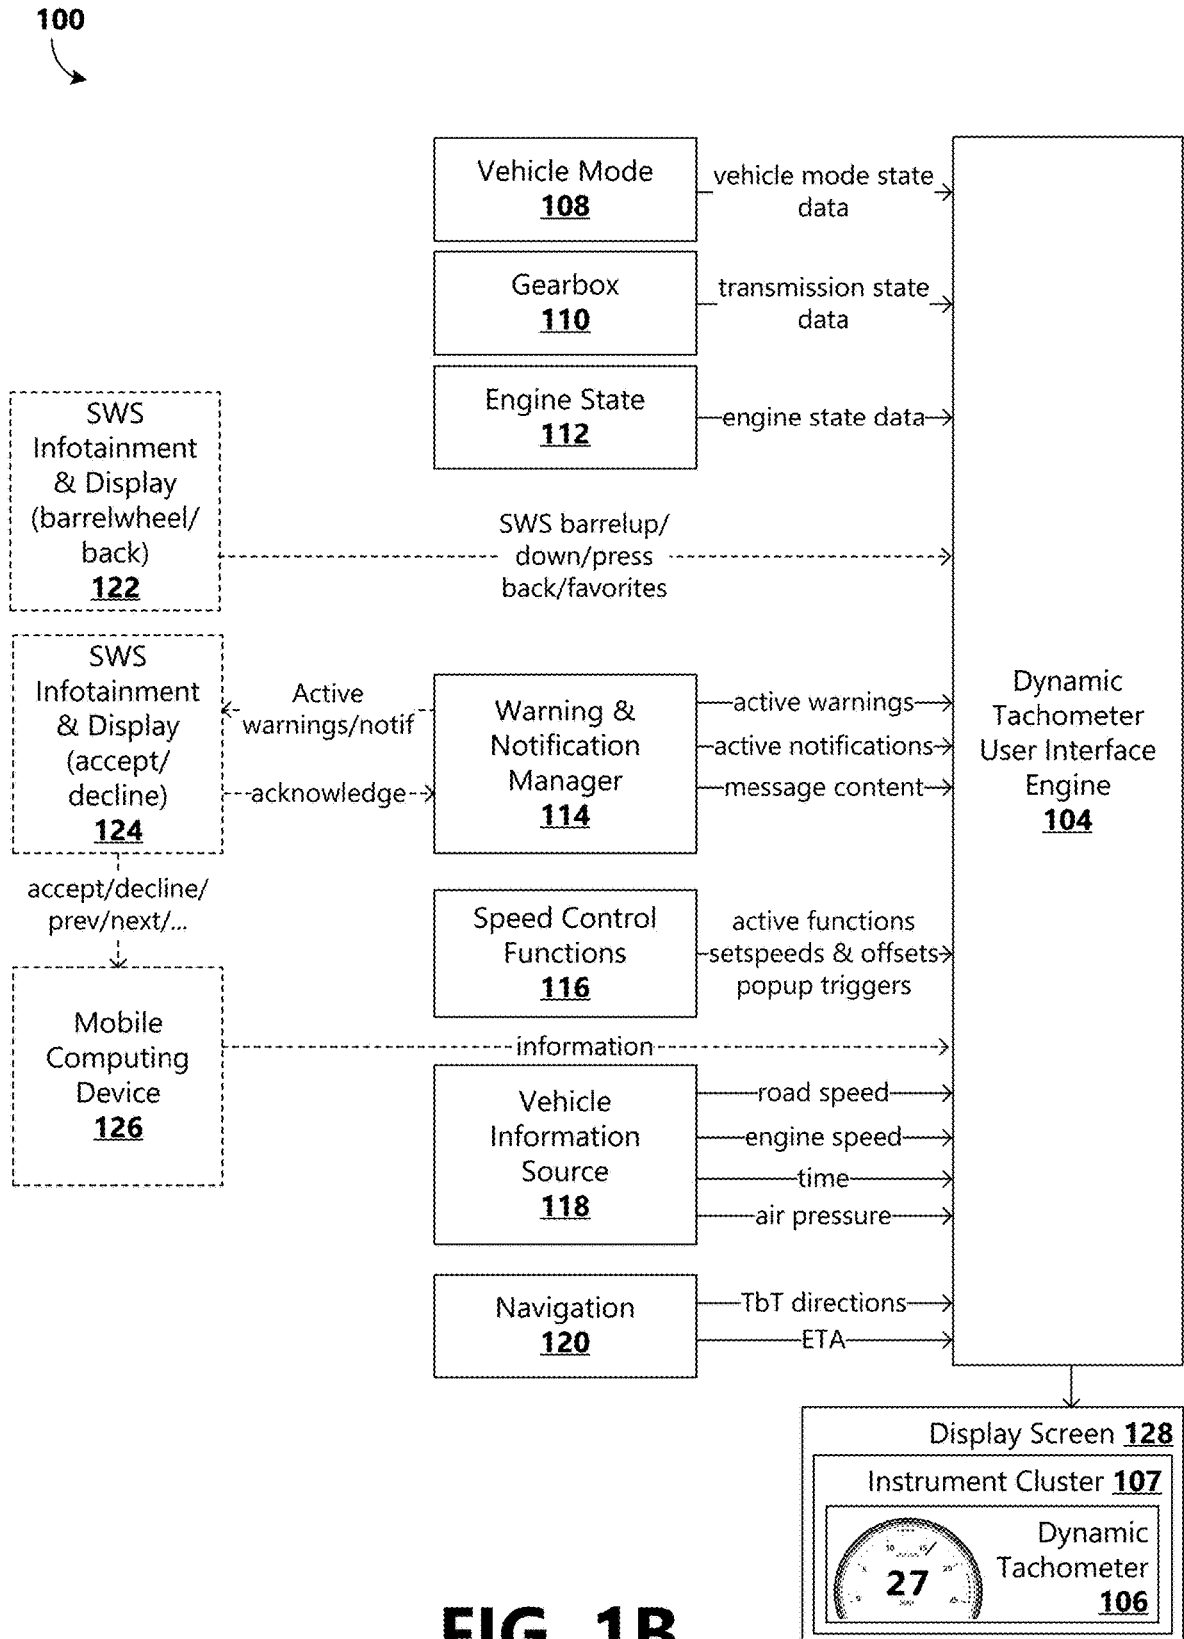 100
Vehicle Mode
108
vehicle mode state
data
Gearbox
110
transmission state
data
Engine State
112
engine state data
SWS
Infotainment
& Display
(barrelwheel/
back)
122
SWS barrelup/
down/press
back/favorites
SWS
Infotainment
& Display
(accept/
decline)
124
Active
warnings/notif
acknowledge
Warning &
Notification
Manager
114
active warnings
active notifications
message content
Dynamic
Tachometer
User Interface
Engine
104
accept/decline/
prev/next/...
Speed Control
Functions
116
active functions
setspeeds & offsets
popup triggers
Mobile
Computing
Device
126
information
Vehicle
Information
Source
118
road speed
engine speed
time
air pressure
Navigation
120
TbT directions
ETA
Display Screen 128
Instrument Cluster 107
Dynamic
Tachometer
106
10
15
27
FIG. 1B